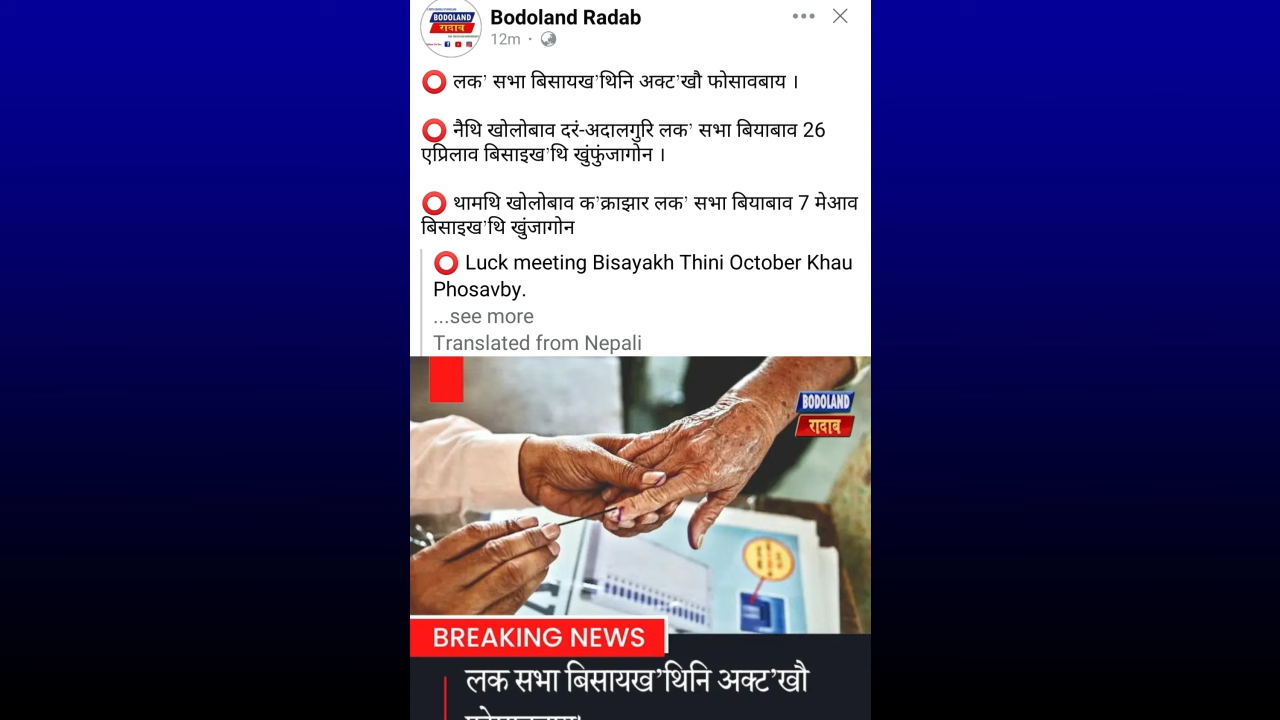 BODOLAND
रादाब
Bodoland Radab
12m ·
लक’ सभा बिसायख’थिनि अक्ट’खौ फोसावबाय ।
नैथि खोलोबाव दरं-अदालगुरि लक’ सभा बियाबाव 26
एप्रिलाव बिसाइख’थि खुंफुंजागोन ।
थामथि खोलोबाव क’क्राझार लक’ सभा बियाबाव 7 मेआव
बिसाइख’थि खुंजागोन
Luck meeting Bisayakh Thini October Khau
Phosavby.
...see more
Translated from Nepali
BODOLAND
रादाब
BREAKING NEWS
लक सभा बिसायख’थिनि अक्ट’खौ